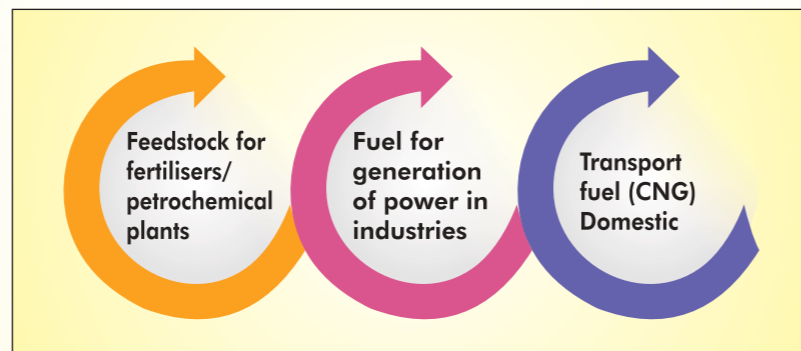 Feedstock for
fertilisers/
petrochemical
plants
Fuel for
generation
of power in
industries
Transport
fuel (CNG)
Domestic